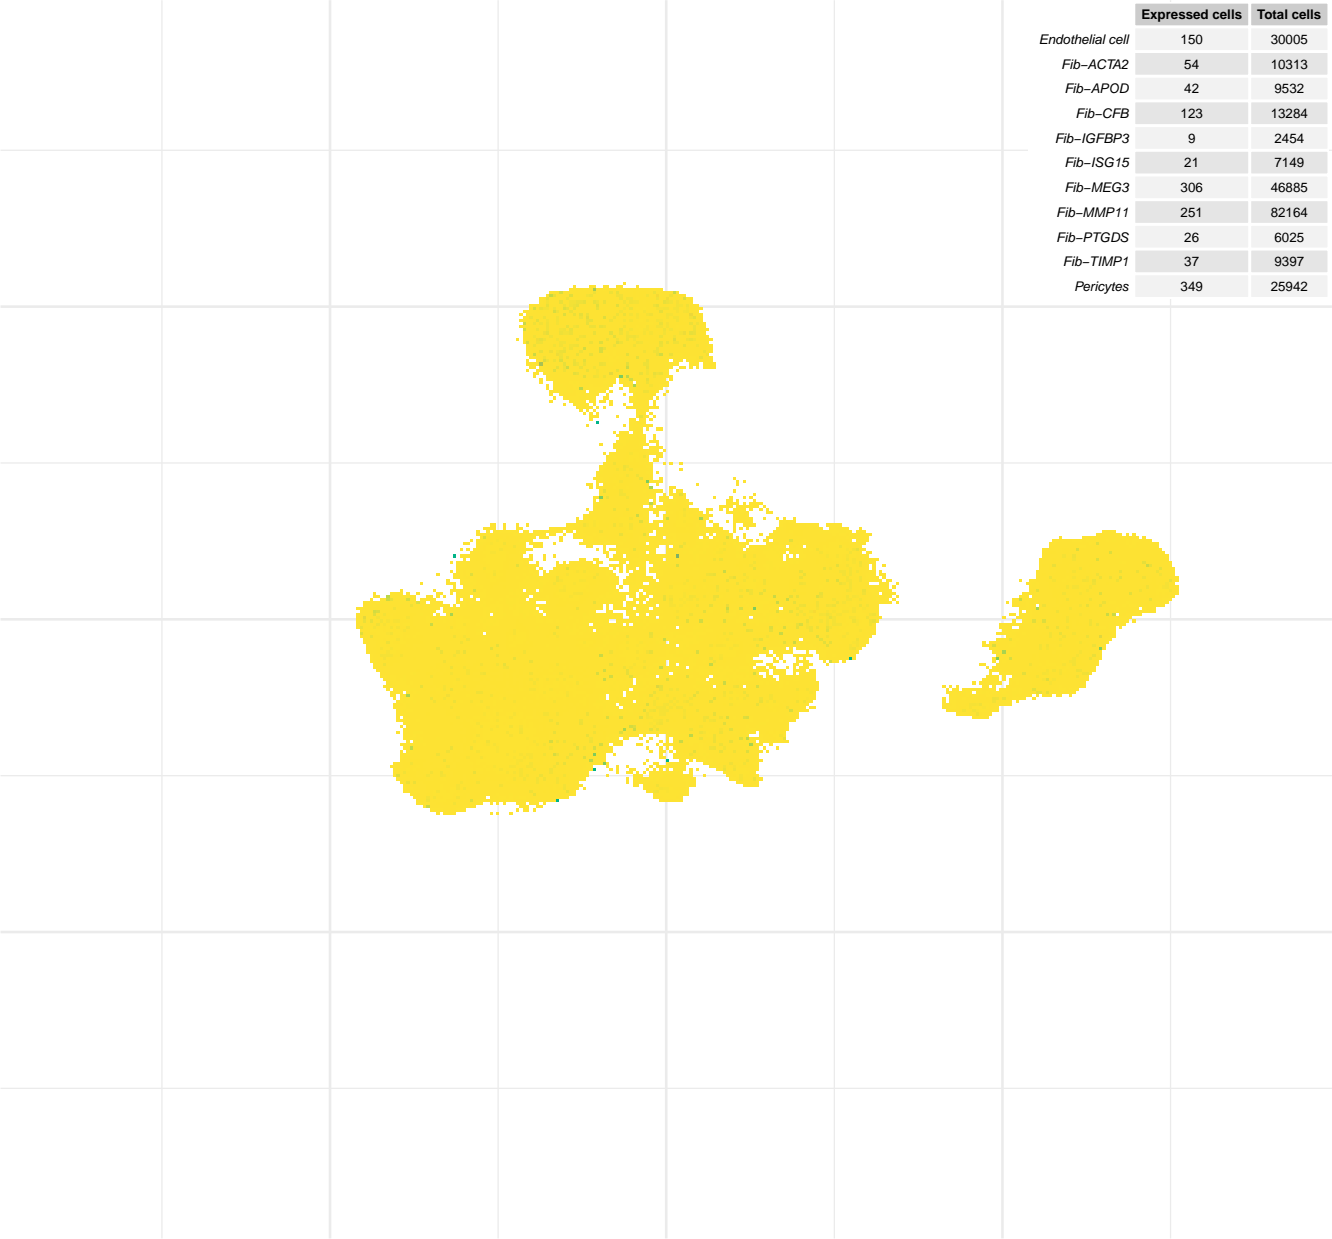 Expressed cells Total cells
Endothelial cell 150 30005
Fib−ACTA2 54 10313
Fib−APOD 42 9532
Fib−CFB 123 13284
Fib−IGFBP3 9 2454
Fib−ISG15 21 7149
Fib−MEG3 306 46885
Fib−MMP11 251 82164
Fib−PTGDS 26 6025
Fib−TIMP1 37 9397
Pericytes 349 25942